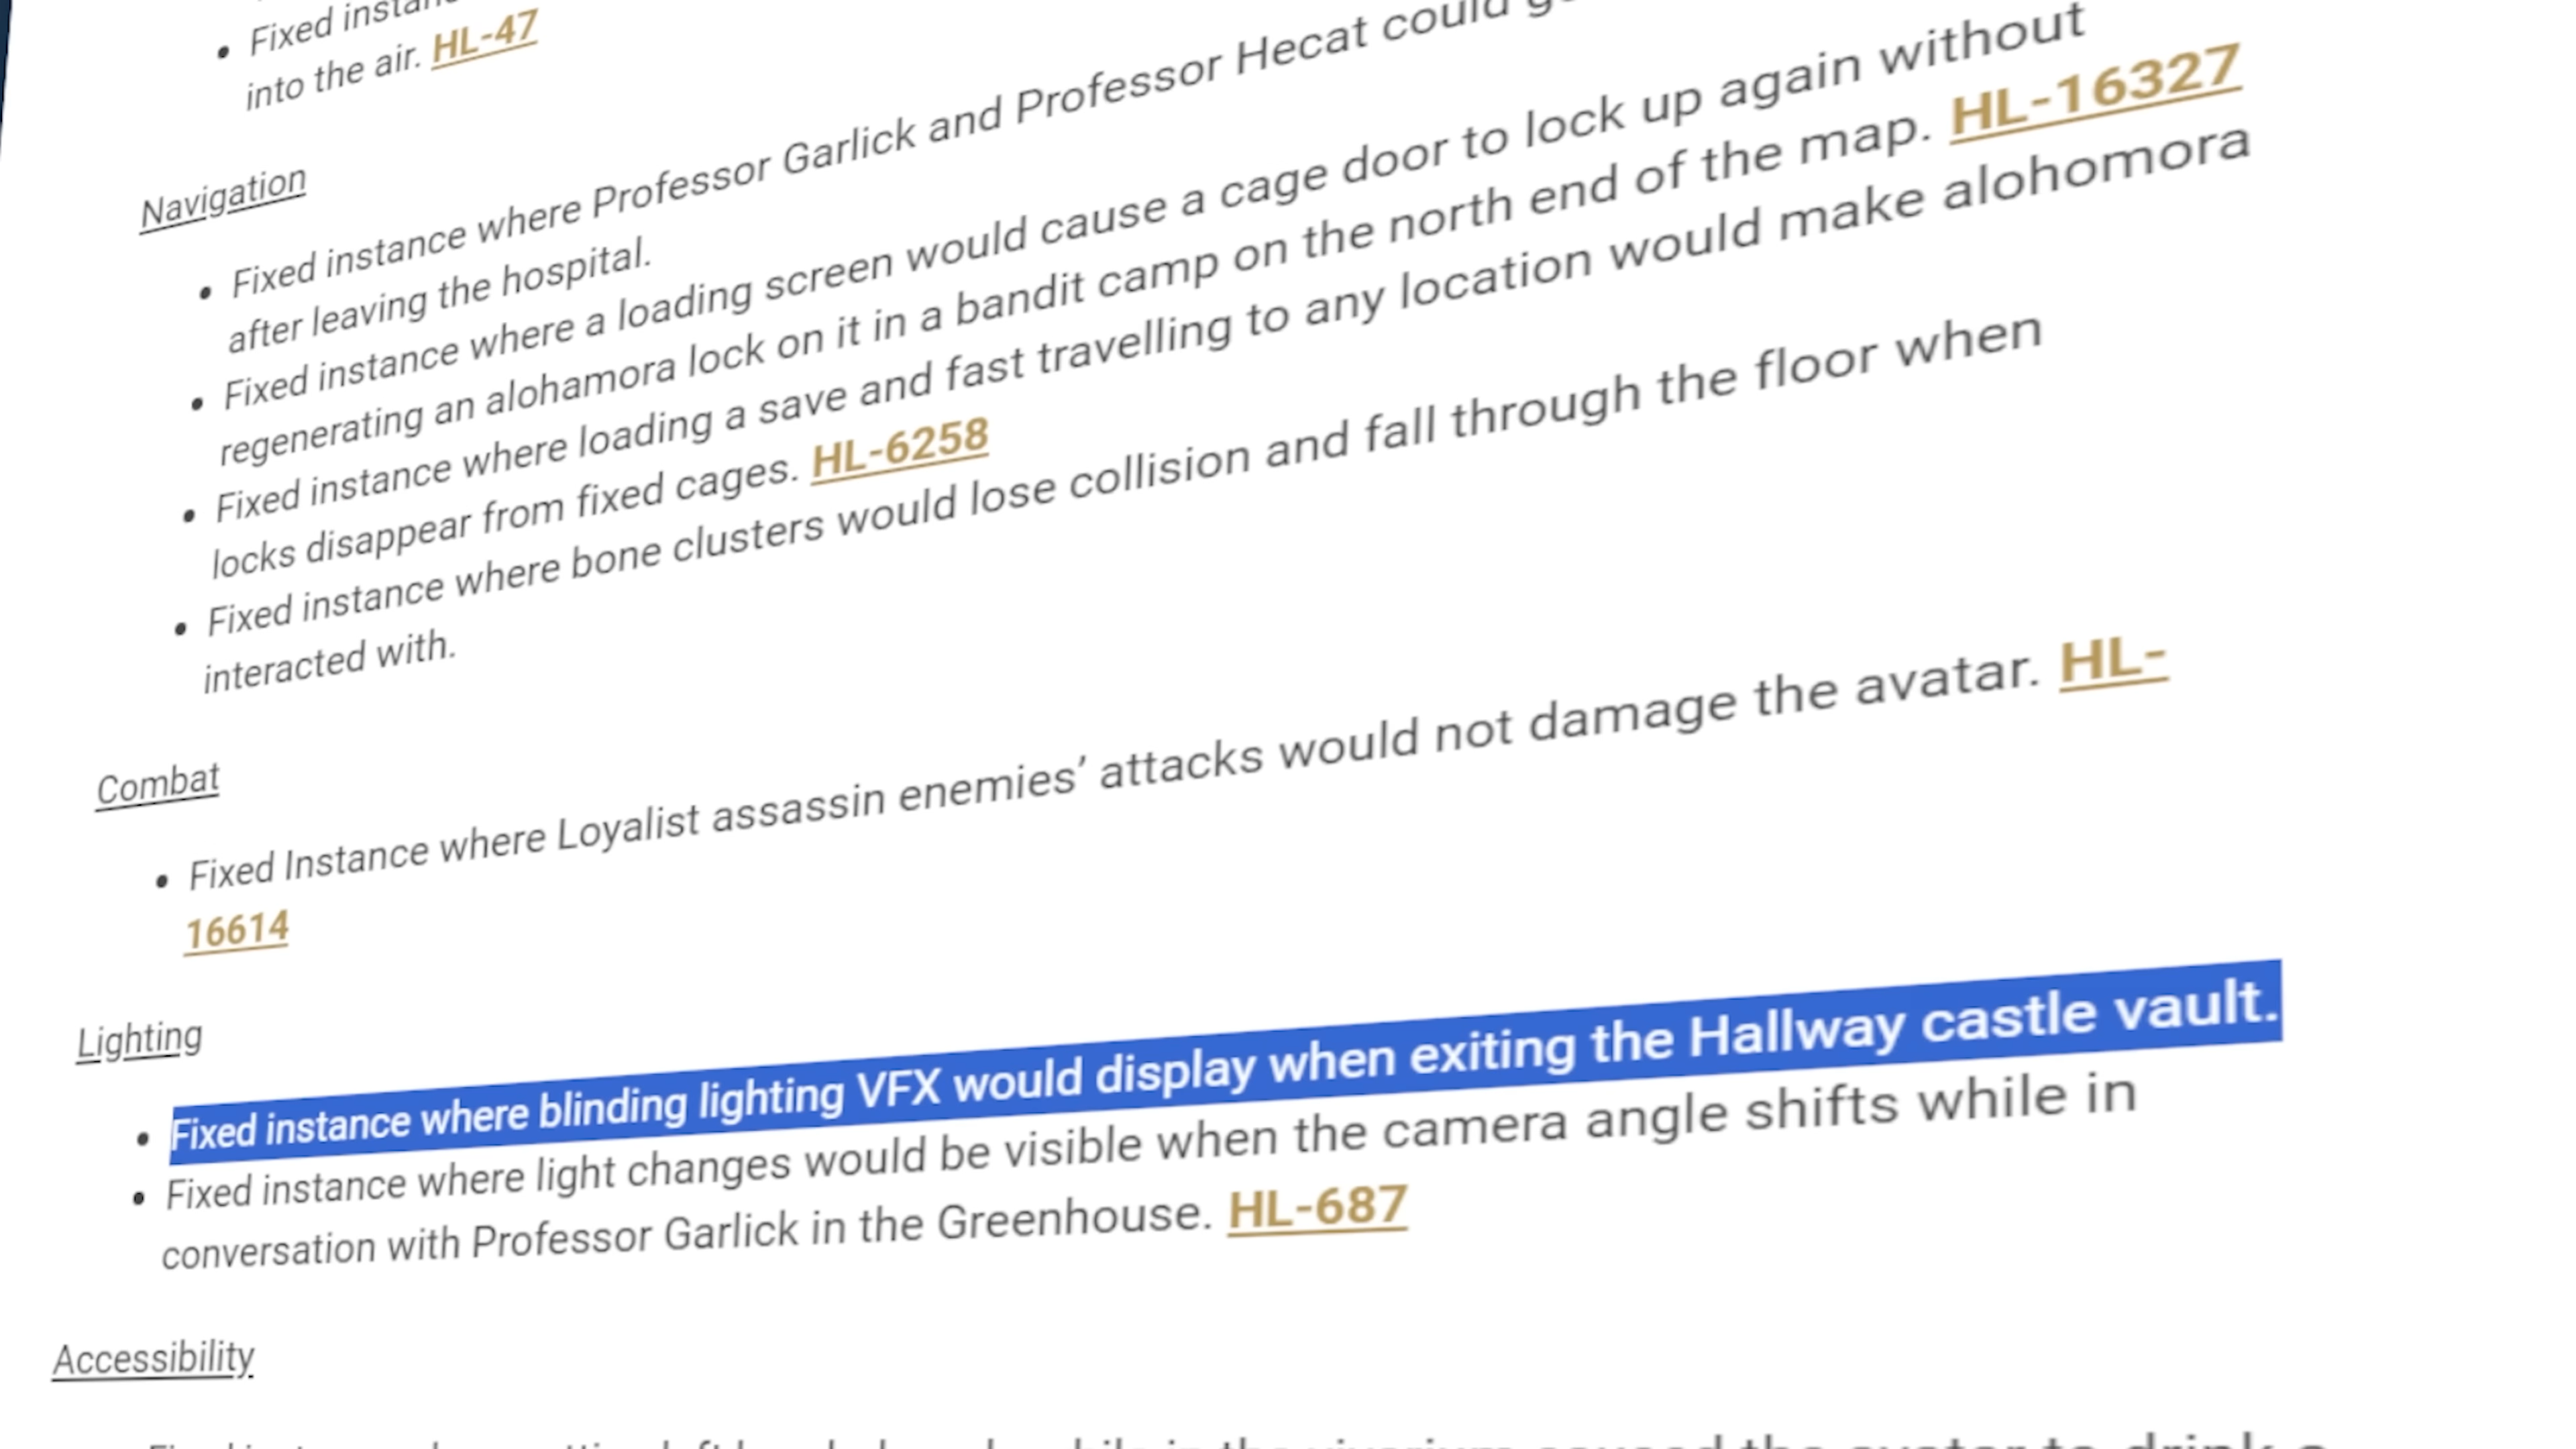 Fixed
into the air. HL-47
Navigation
Fixed instance where Professor Garlick and Professor Hecat could
after leaving the hospital.
Fixed instance where a loading screen would cause a cage door to lock up again without
regenerating an alohamora lock on it in a bandit camp on the north end of the map. HL-16327
Fixed instance where loading a save and fast travelling to any location would make alohomora
locks disappear from fixed cages. HL-6258
Fixed instance where bone clusters would lose collision and fall through the floor when
interacted with.
Combat
Fixed Instance where Loyalist assassin enemies’ attacks would not damage the avatar. HL-
16614
Lighting
Fixed instance where blinding lighting VFX would display when exiting the Hallway castle vault.
Fixed instance where light changes would be visible when the camera angle shifts while in
conversation with Professor Garlick in the Greenhouse. HL-687
Accessibility